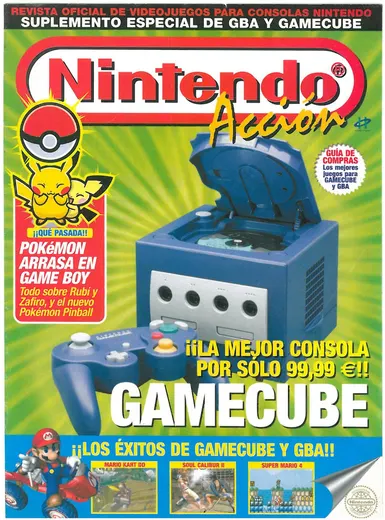 REVISTA OFICIAL DE VIDEOJUEGOS PARA CONSOLAS NINTENDO
SUPLEMENTO ESPECIAL DE GBA Y GAMECUBE
Nintendo®
Acción
GUÍA DE
COMPRAS
Los mejores
juegos para
GAMECUBE
y GBA
¡¡QUÉ PASADA!!
POKéMON
ARRASA EN
GAME BOY
Todo sobre Rubí y
Zafiro, y el nuevo
Pokémon Pinball
¡¡LA MEJOR CONSOLA
POR SÓLO 99,99 €!!
GAMECUBE
¡¡LOS ÉXITOS DE GAMECUBE Y GBA!!
MARIO KART DD
SOUL CALIBUR II
SUPER MARIO 4